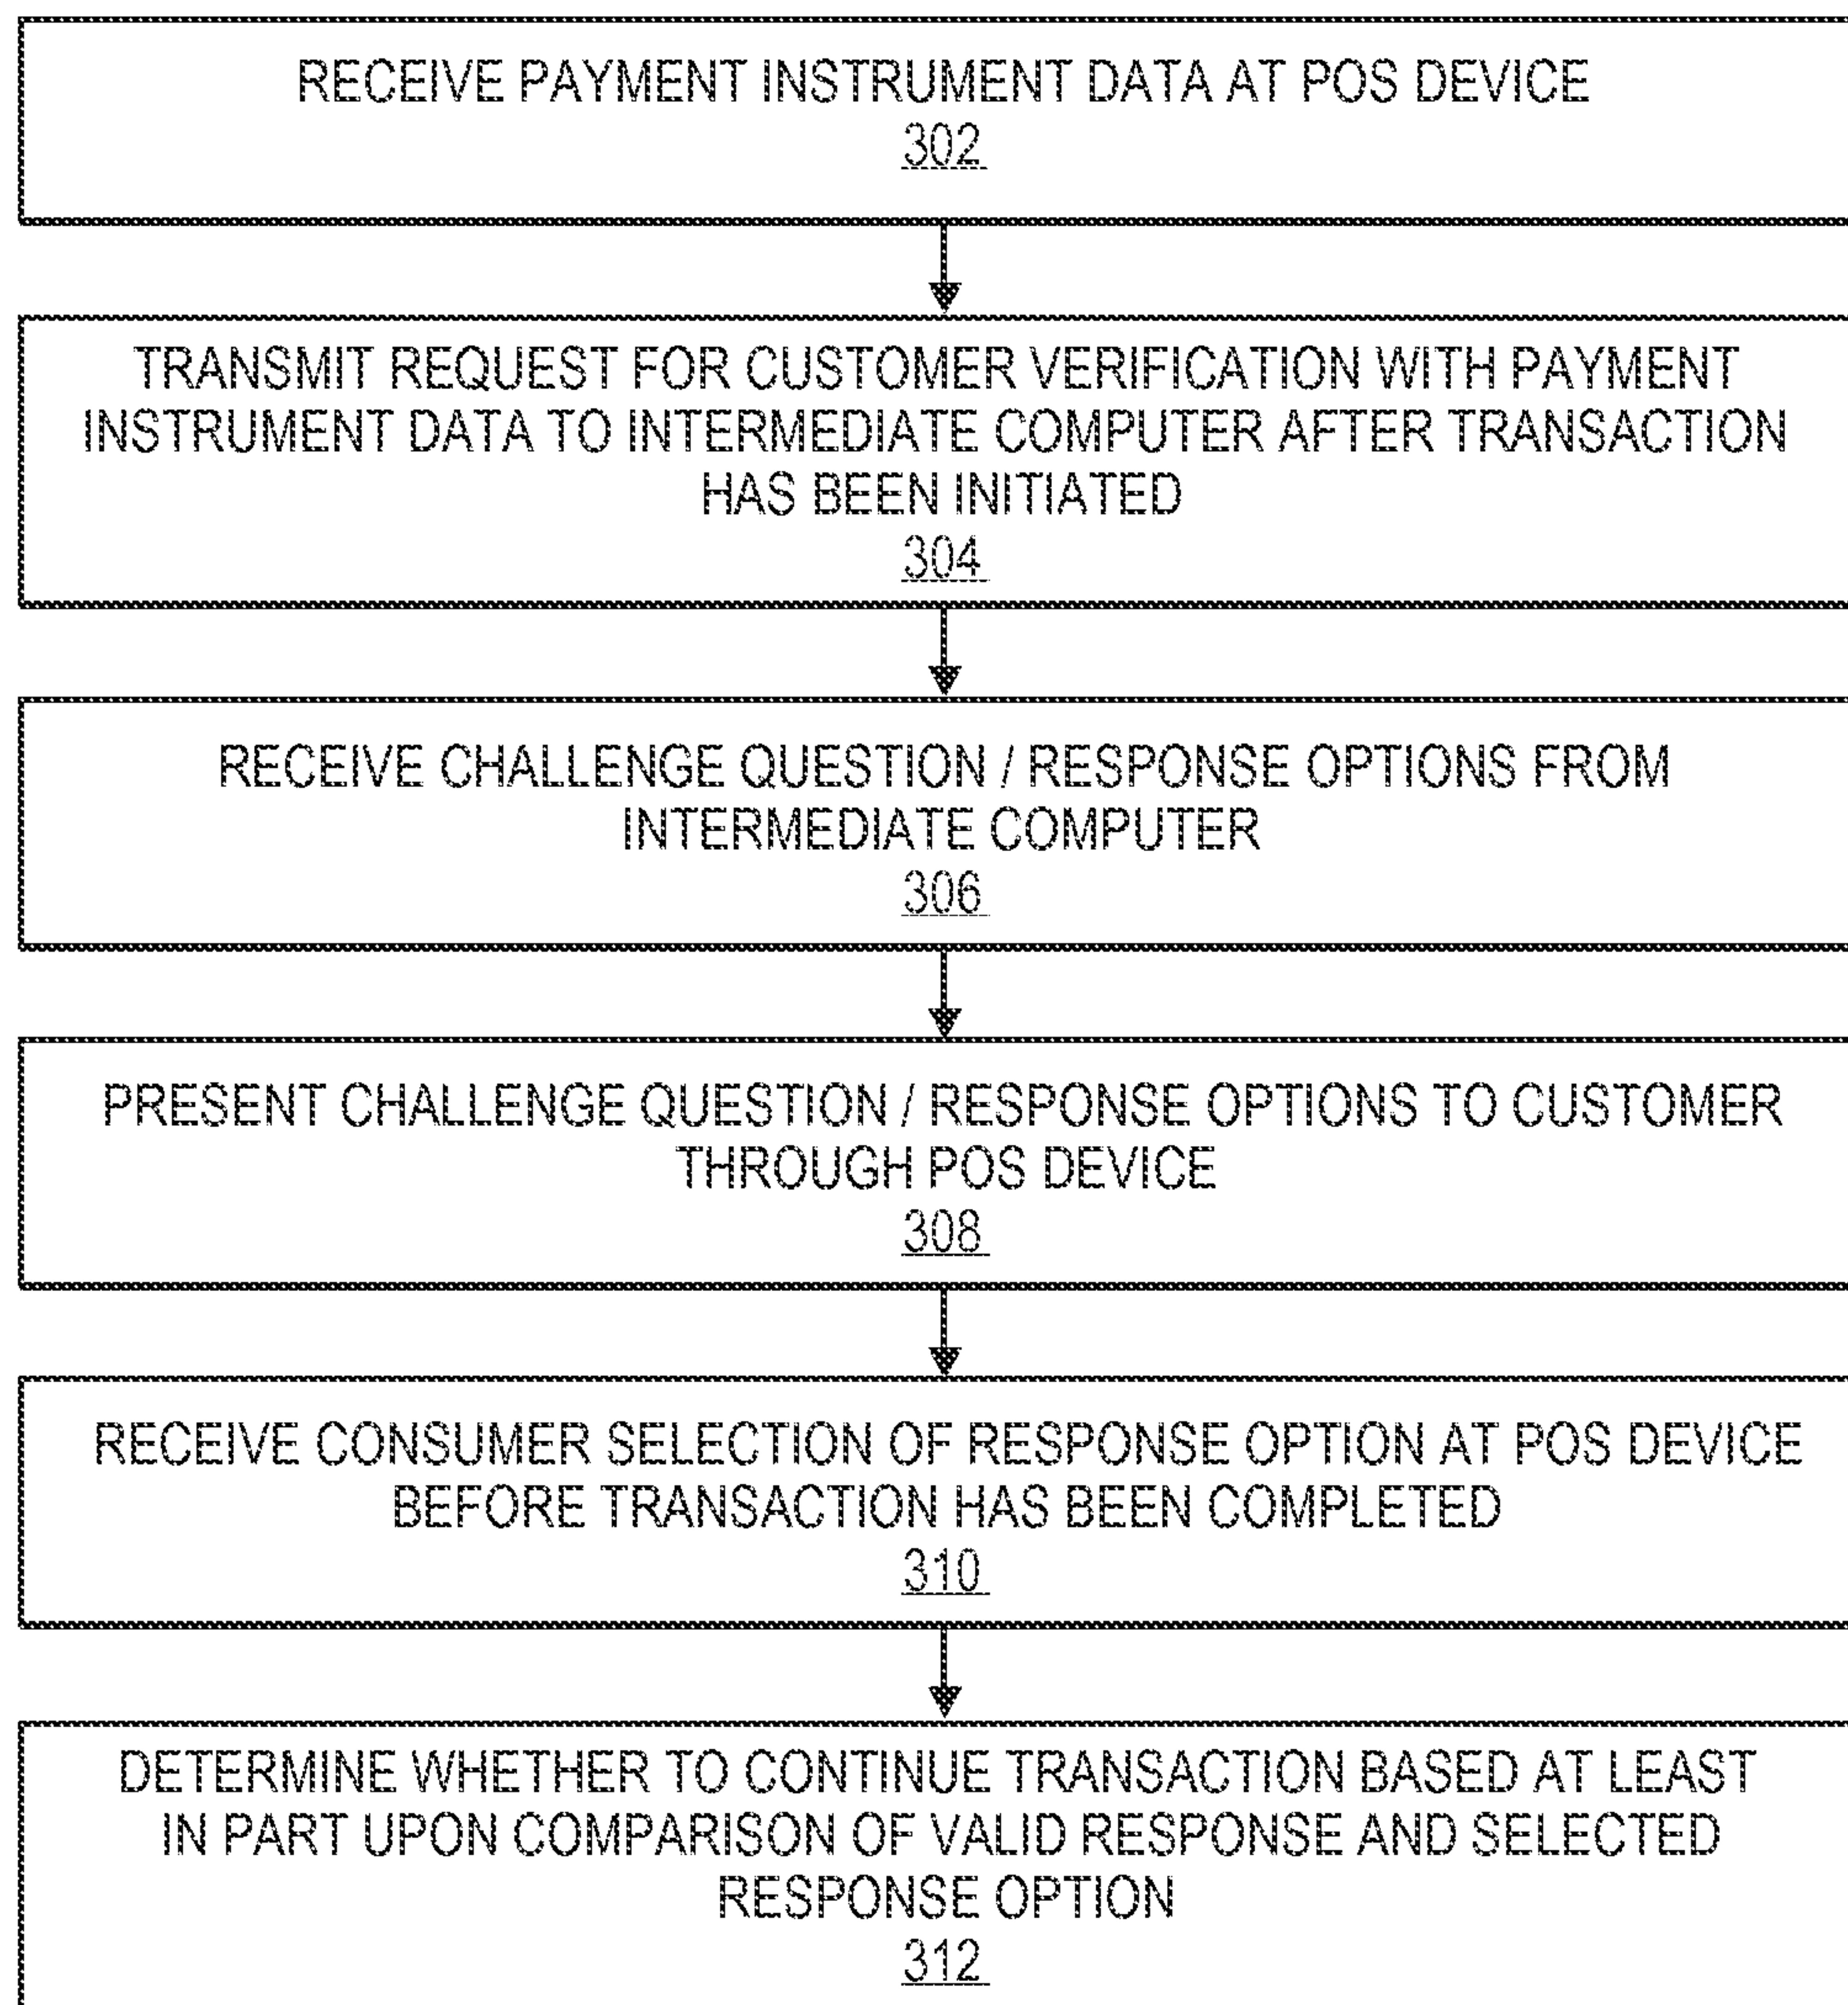 RECEIVE PAYMENT INSTRUMENT DATA AT POS DEVICE
302
TRANSMIT REQUEST FOR CUSTOMER VERIFICATION WITH PAYMENT
INSTRUMENT DATA TO INTERMEDIATE COMPUTER AFTER TRANSACTION
HAS BEEN INITIATED
304
RECEIVE CHALLENGE QUESTION / RESPONSE OPTIONS FROM
INTERMEDIATE COMPUTER
306
PRESENT CHALLENGE QUESTION / RESPONSE OPTIONS TO CUSTOMER
THROUGH POS DEVICE
308
RECEIVE CONSUMER SELECTION OF RESPONSE OPTION AT POS DEVICE
BEFORE TRANSACTION HAS BEEN COMPLETED
310
DETERMINE WHETHER TO CONTINUE TRANSACTION BASED AT LEAST
IN PART UPON COMPARISON OF VALID RESPONSE AND SELECTED
RESPONSE OPTION
312